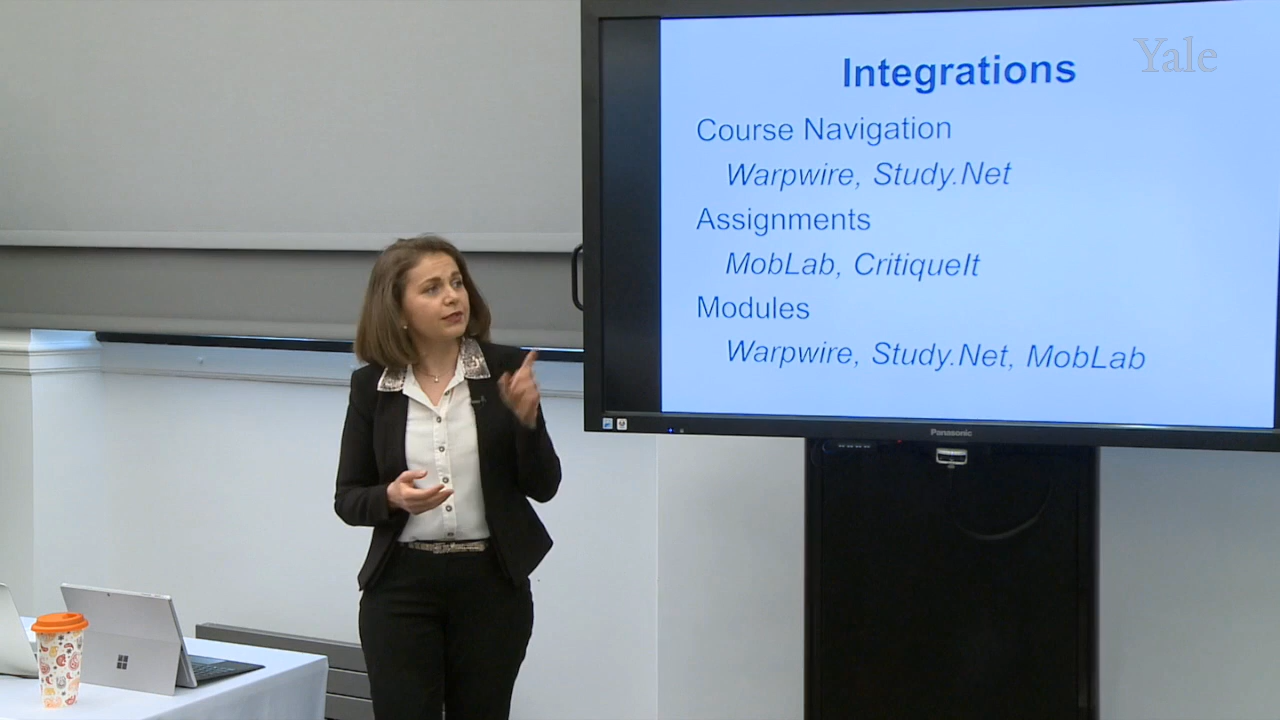 Yale
Integrations
Course Navigation
Warpwire, Study.Net
Assignments
MobLab, CritiqueIt
Modules
Warpwire, Study.Net, MobLab
Panasonic